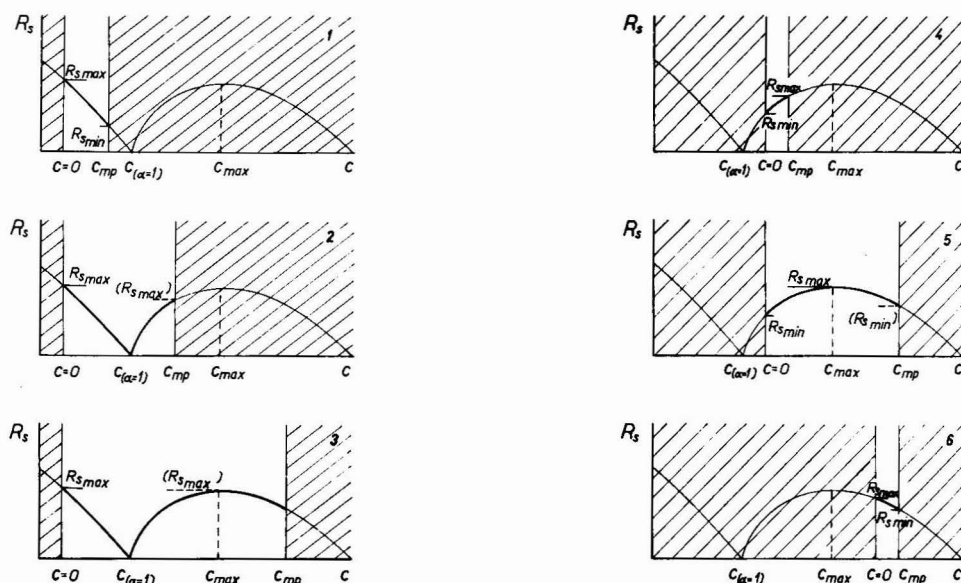 R_s 1
R_s max
R_s min
C=0 C_mp C_(α=1) C_max C
4
R_s max
R_s min
C_(α=1) C=0 C_mp C_max C
R_s 2
R_s max (R_s max)
C=0 C_(α=1) C_mp C_max C
R_s 5
R_s max
R_s min (R_s min)
C_(α=1) C=0 C_max C_mp C
R_s 3
R_s max (R_s max)
C=0 C_(α=1) C_max C_mp C
R_s 6
R_s max
R_s min
C_(α=1) C_max C=0 C_mp C